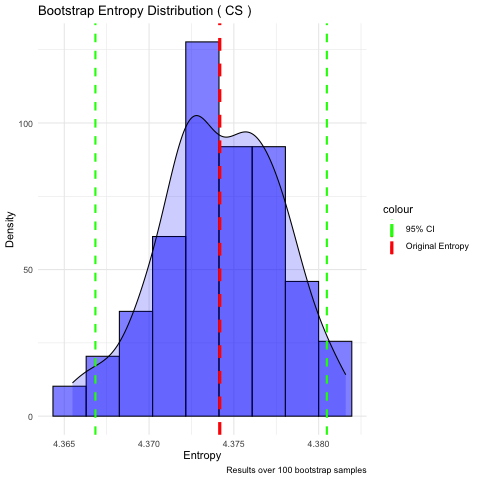 Bootstrap Entropy Distribution ( CS )
Density
100
50
0
4.365 4.370 4.375 4.380
Entropy
Results over 100 bootstrap samples
colour
95% CI
Original Entropy